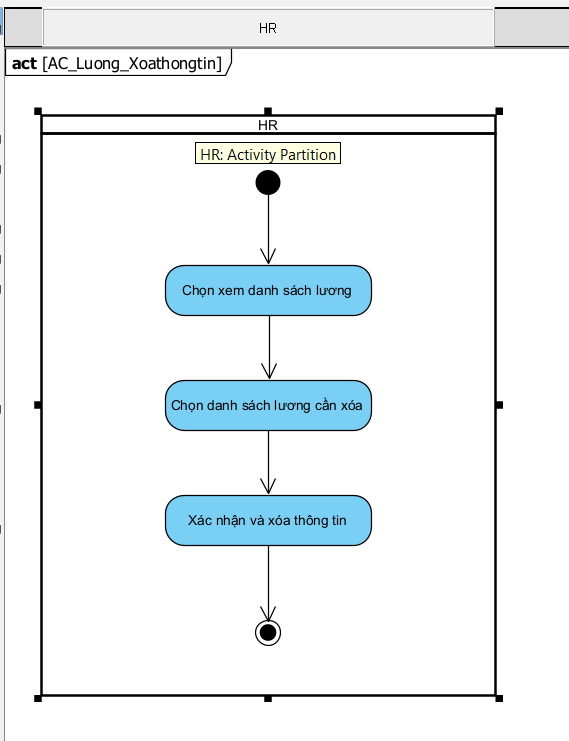 HR
act [AC_Luong_Xoathongtin]
HR
HR: Activity Partition
Chọn xem danh sách lương
Chọn danh sách lương cần xóa
Xác nhận và xóa thông tin